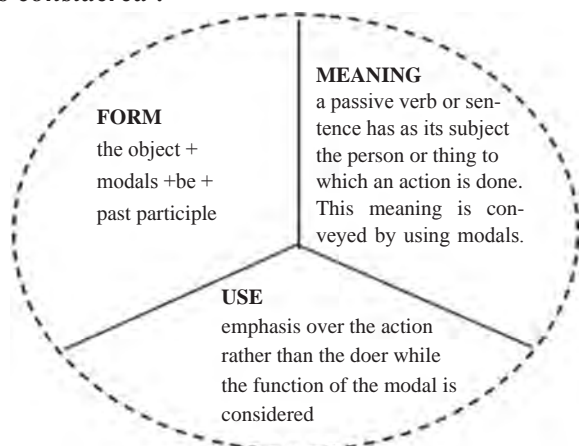 FORM
the object +
modals +be +
past participle
MEANING
a passive verb or sen-
tence has as its subject
the person or thing to
which an action is done.
This meaning is con-
veyed by using modals.
USE
emphasis over the action
rather than the doer while
the function of the modal is
considered